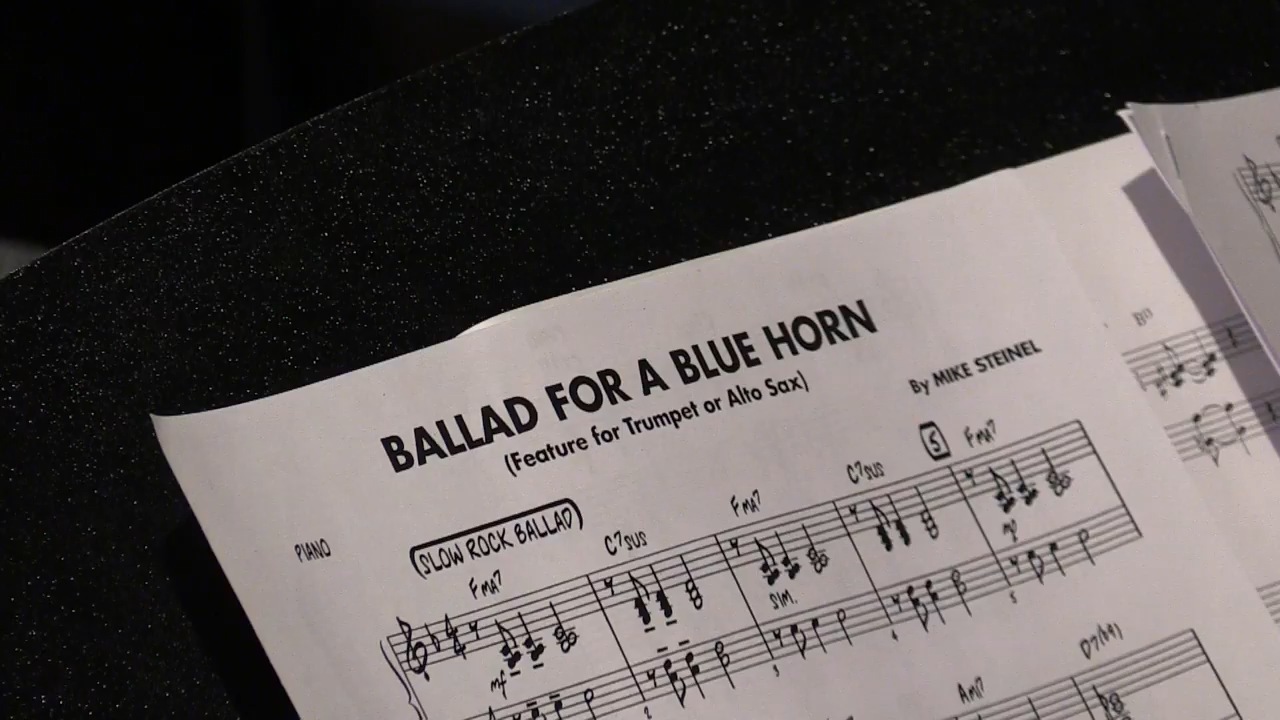 BALLAD FOR A BLUE HORN
(Feature for Trumpet or Alto Sax)
By MIKE STEINEL
PIANO
(SLOW ROCK BALLAD)
FMA7 C7SUS FMA7 C7SUS 5 FMA7
mf SIM. mp
2 3 4 5
AMI7 D7(b9)